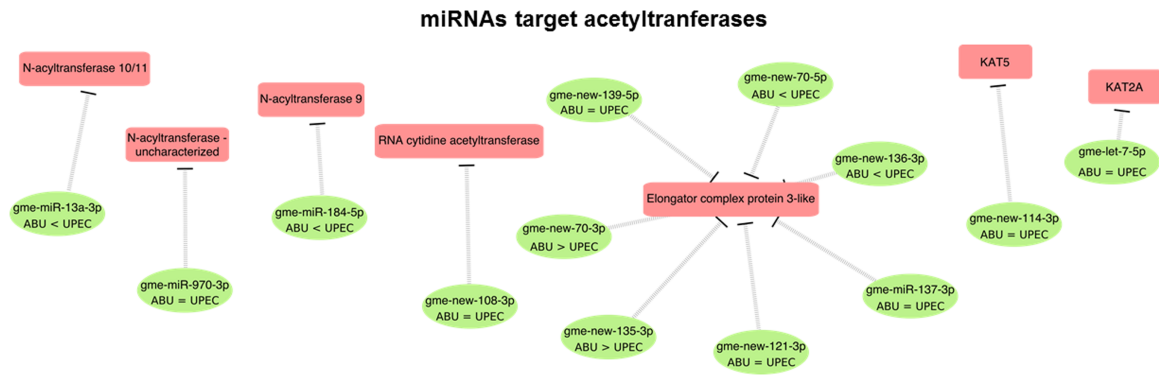 miRNAs target acetyltranferases
N-acyltransferase 10/11
gme-miR-13a-3p
ABU < UPEC
N-acyltransferase -
uncharacterized
gme-miR-970-3p
ABU = UPEC
N-acyltransferase 9
gme-miR-184-5p
ABU < UPEC
RNA cytidine acetyltransferase
gme-new-108-3p
ABU = UPEC
gme-new-139-5p
ABU = UPEC
gme-new-70-5p
ABU < UPEC
gme-new-136-3p
ABU < UPEC
Elongator complex protein 3-like
gme-new-70-3p
ABU > UPEC
gme-new-135-3p
ABU > UPEC
gme-new-121-3p
ABU = UPEC
gme-miR-137-3p
ABU = UPEC
KAT5
gme-new-114-3p
ABU = UPEC
KAT2A
gme-let-7-5p
ABU = UPEC